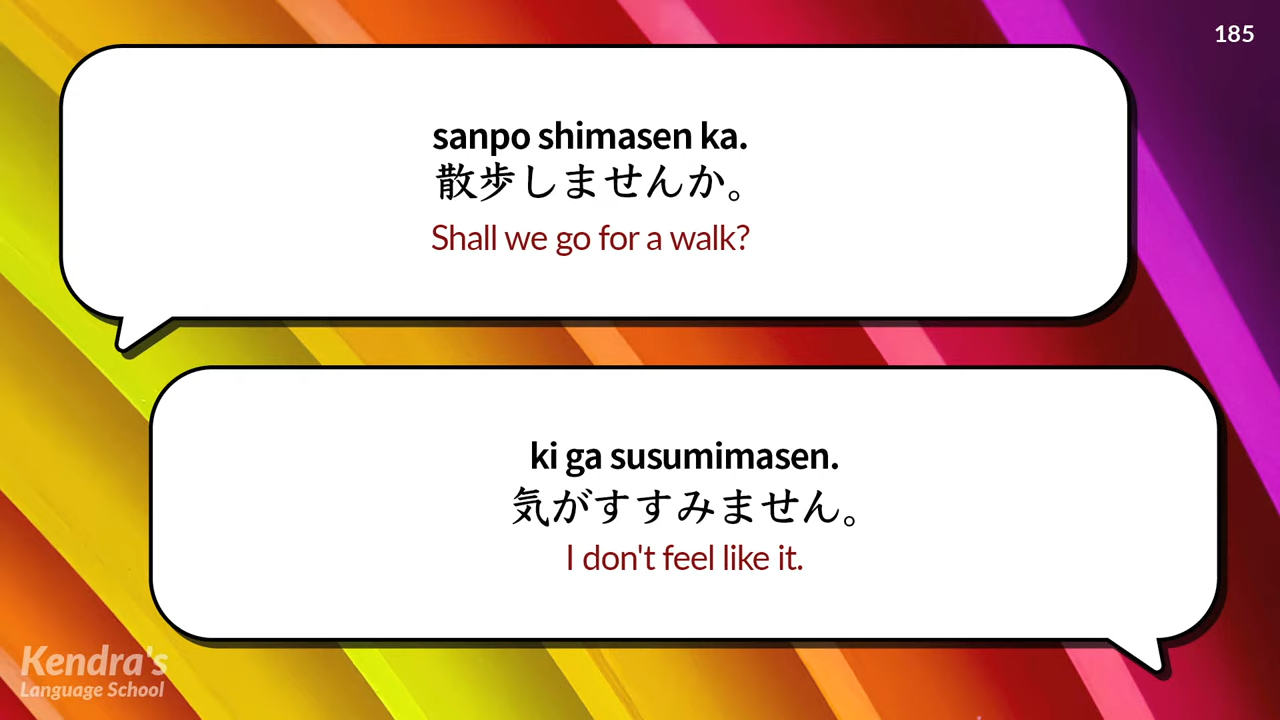 185
sanpo shimasen ka.
散歩しませんか。
Shall we go for a walk?
ki ga susumimasen.
気がすすみません。
I don't feel like it.
Kendra's
Language School